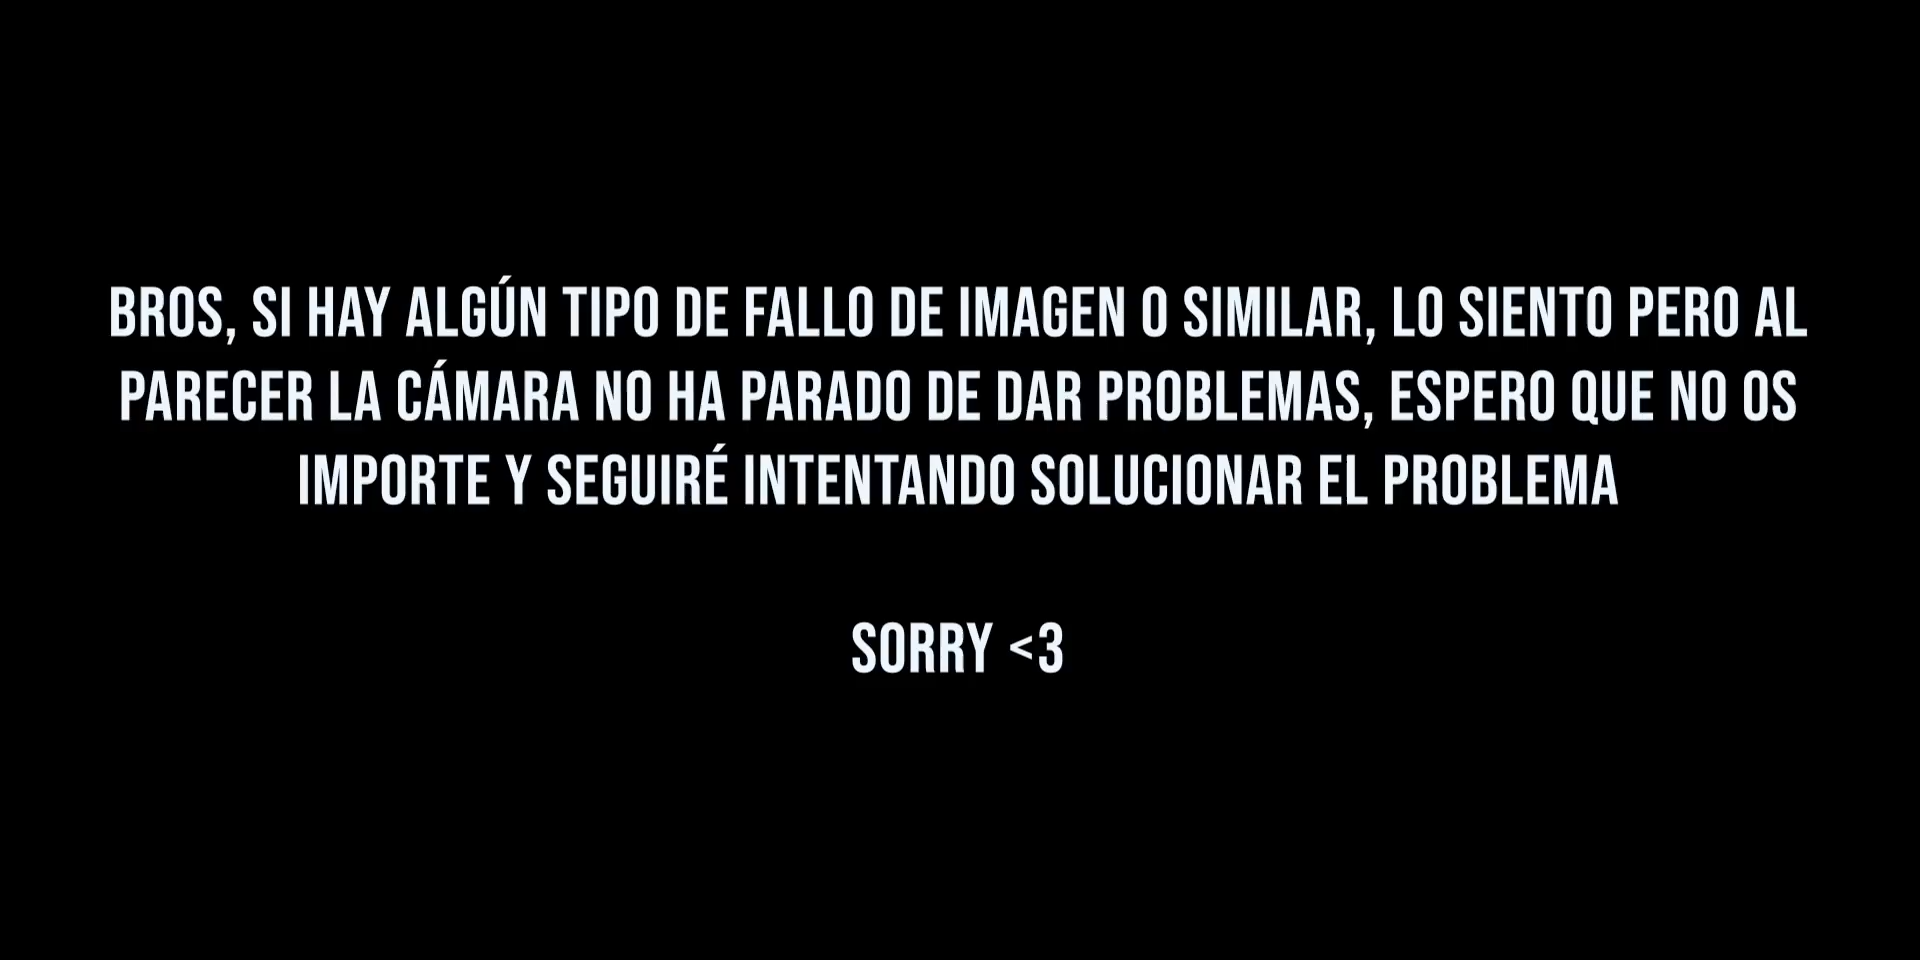 BROS, SI HAY ALGÚN TIPO DE FALLO DE IMAGEN O SIMILAR, LO SIENTO PERO AL
PARECER LA CÁMARA NO HA PARADO DE DAR PROBLEMAS, ESPERO QUE NO OS
IMPORTE Y SEGUIRÉ INTENTANDO SOLUCIONAR EL PROBLEMA
SORRY <3